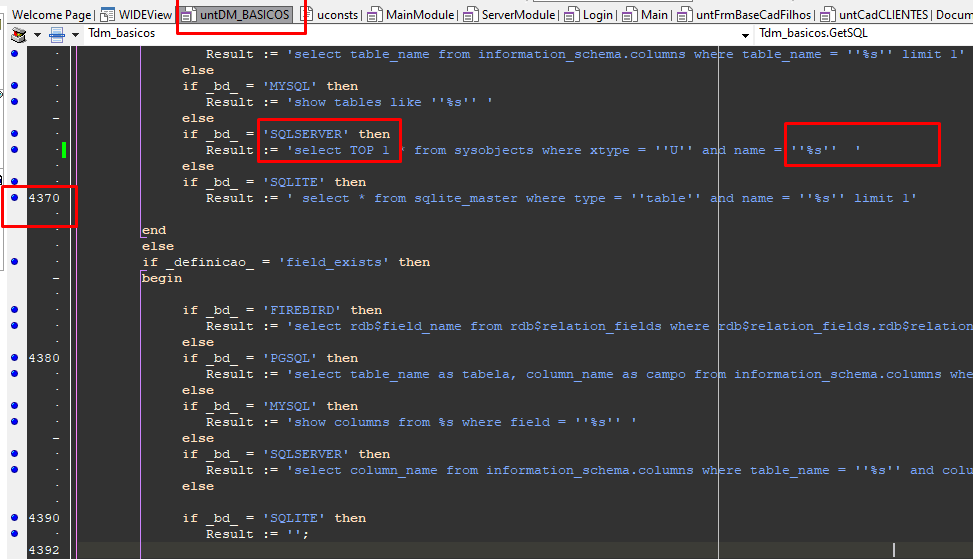 Welcome Page | WIDEView | untDM_BASICOS | uconsts | MainModule | ServerModule | Login | Main | untFrmBaseCadFilhos | untCadCLIENTES | Docum
Tdm_basicos Tdm_basicos.GetSQL
Result := 'select table_name from information_schema.columns where table_name = ''%s'' limit 1'
else
if _bd_ = 'MYSQL' then
Result := 'show tables like ''%s'' '
else
if _bd_ = 'SQLSERVER' then
Result := 'select TOP 1 * from sysobjects where xtype = ''U'' and name = ''%s''  '
else
if _bd_ = 'SQLITE' then
4370 Result := ' select * from sqlite_master where type = ''table'' and name = ''%s'' limit 1'
end
else
if _definicao_ = 'field_exists' then
begin
if _bd_ = 'FIREBIRD' then
Result := 'select rdb$field_name from rdb$relation_fields where rdb$relation_fields.rdb$relation
else
4380 if _bd_ = 'PGSQL' then
Result := 'select table_name as tabela, column_name as campo from information_schema.columns whe
else
if _bd_ = 'MYSQL' then
Result := 'show columns from %s where field = ''%s'' '
else
if _bd_ = 'SQLSERVER' then
Result := 'select column_name from information_schema.columns where table_name = ''%s'' and colu
else
4390 if _bd_ = 'SQLITE' then
Result := '';
4392